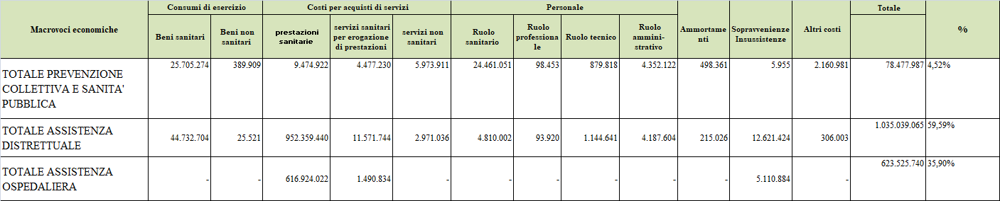 Macrovoci economiche
Consumi di esercizio
Costi per acquisti di servizi
Personale
Ammortame
nti
Sopravvenienze
Insussistenze
Altri costi
Totale
%
Beni sanitari
Beni non
sanitari
prestazioni
sanitarie
servizi sanitari
per erogazione
di prestazioni
servizi non
sanitari
Ruolo
sanitario
Ruolo
professiona
le
Ruolo tecnico
Ruolo
ammini-
strativo
TOTALE PREVENZIONE
COLLETTIVA E SANITA'
PUBBLICA
25.705.274 389.909 9.474.922 4.477.230 5.973.911 24.461.051 98.453 879.818 4.352.122 498.361 5.955 2.160.981 78.477.987 4,52%
TOTALE ASSISTENZA
DISTRETTUALE
44.732.704 25.521 952.359.440 11.571.744 2.971.036 4.810.002 93.920 1.144.641 4.187.604 215.026 12.621.424 306.003 1.035.039.065 59,59%
TOTALE ASSISTENZA
OSPEDALIERA
- - 616.924.022 1.490.834 - - - - - - 5.110.884 - 623.525.740 35,90%